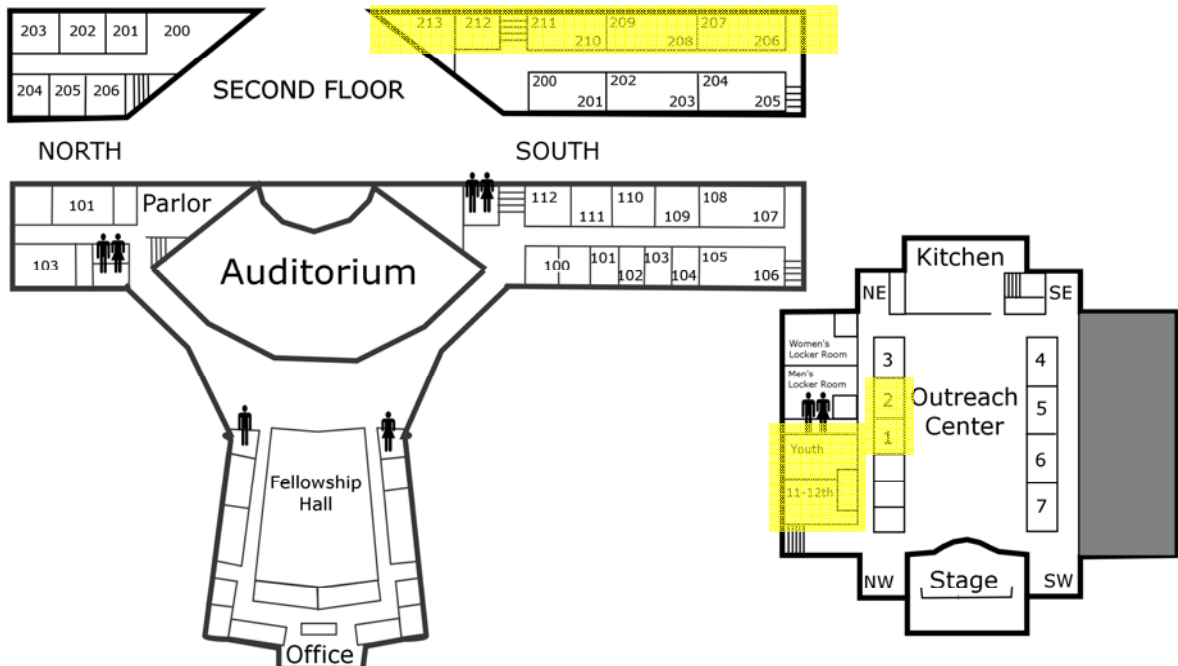 203 202 201 200
204 205 206
SECOND FLOOR
213 212 211 209 207
210 208 206
200 202 204
201 203 205
NORTH
SOUTH
101 Parlor
103
Auditorium
112 110 108
111 109 107
100 101 103 105
102 104 106
Fellowship
Hall
Office
Kitchen
NE SE
Women's
Locker Room
Men's
Locker Room
3 4
2 5
1 6
7
Outreach
Center
Youth
11-12th
NW Stage SW